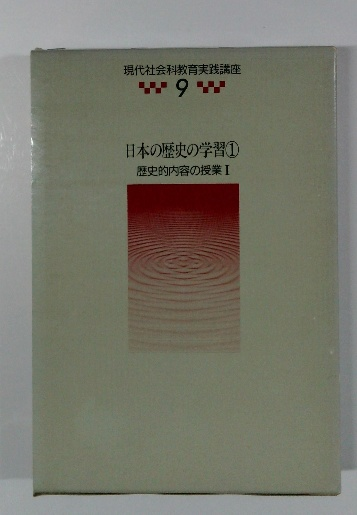 現代社会科教育実践講座
9
日本の歴史の学習①
歴史的内容の授業Ⅰ